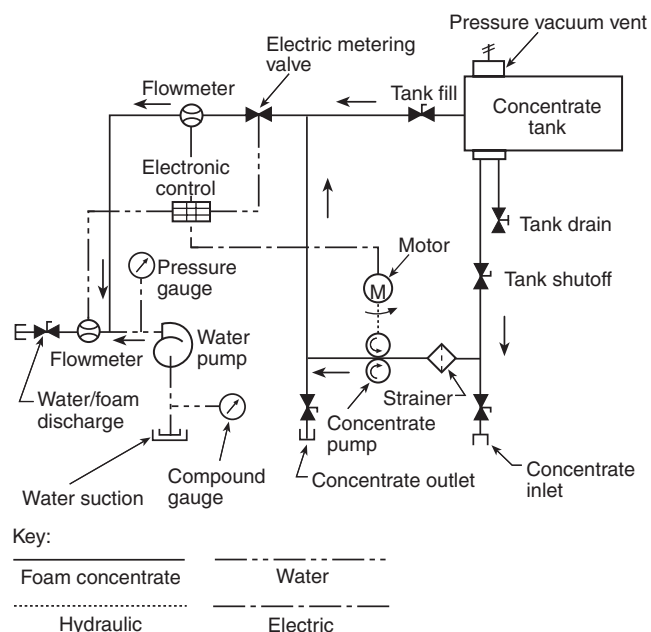 Pressure vacuum vent
Electric metering
valve
Flowmeter
Tank fill
Concentrate
tank
Electronic
control
Tank drain
Motor
Pressure
gauge
M
Tank shutoff
Water
pump
Flowmeter
Strainer
Water/foam
discharge
Concentrate
pump
Compound
gauge
Concentrate outlet
Concentrate
inlet
Water suction
Key:
Foam concentrate
Water
Hydraulic
Electric